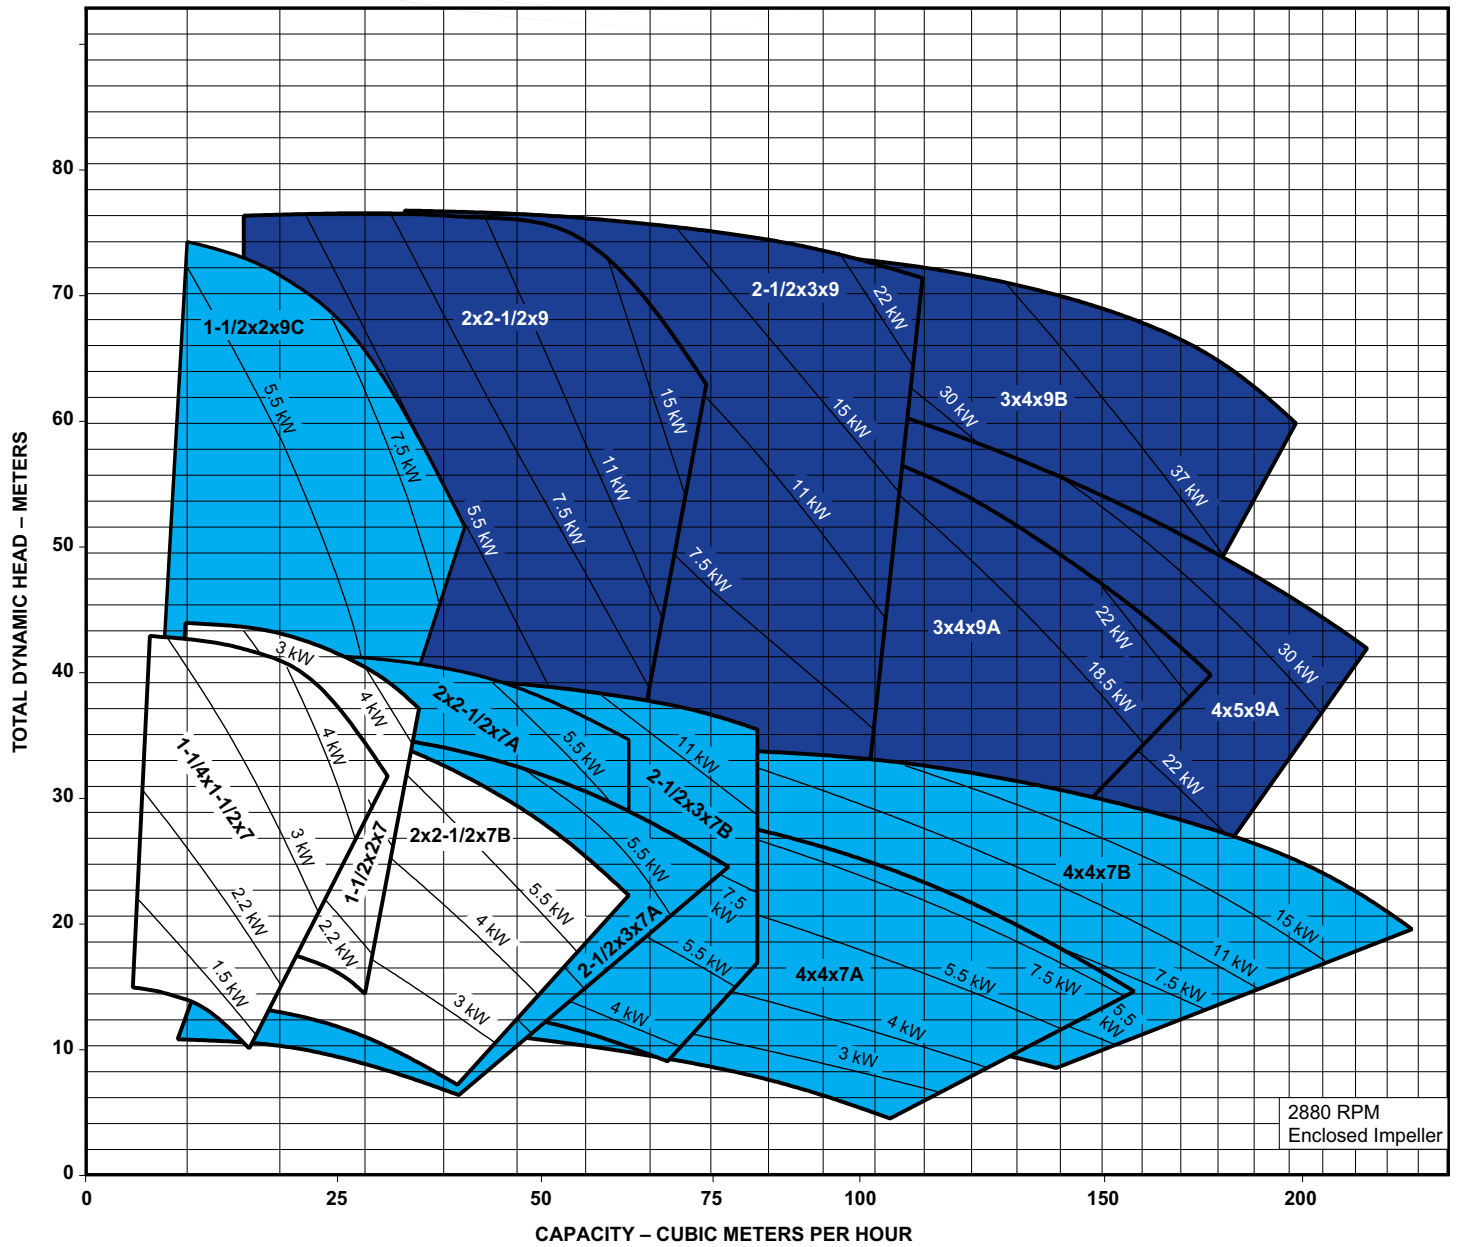 TOTAL DYNAMIC HEAD – METERS
80
70
60
50
40
30
20
10
0
1-1/2x2x9C
2x2-1/2x9
2-1/2x3x9
22 kW
5.5 kW
7.5 kW
15 kW
15 kW
30 kW
3x4x9B
5.5 kW
7.5 kW
11 kW
11 kW
37 kW
7.5 kW
3x4x9A
22 kW
18.5 kW
30 kW
4x5x9A
22 kW
3 kW
4 kW
4 kW
2x2-1/2x7A
5.5 kW
11 kW
2-1/2x3x7B
1-1/4x1-1/2x7
3 kW
1-1/2x2x7
2x2-1/2x7B
5.5 kW
7.5 kW
4x4x7B
2.2 kW
2.2 kW
5.5 kW
4 kW
2-1/2x3x7A
5.5 kW
4x4x7A
5.5 kW
7.5 kW
7.5 kW
11 kW
15 kW
1.5 kW
3 kW
4 kW
4 kW
3 kW
5.5 kW
2880 RPM
Enclosed Impeller
0 25 50 75 100 150 200
CAPACITY – CUBIC METERS PER HOUR